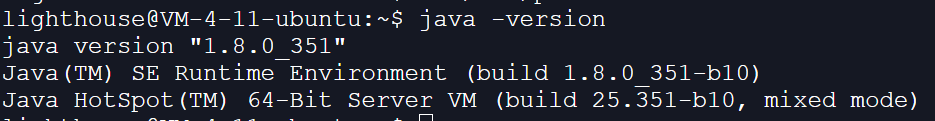 lighthouse@VM-4-11-ubuntu:~$ java -version
java version "1.8.0_351"
Java(TM) SE Runtime Environment (build 1.8.0_351-b10)
Java HotSpot(TM) 64-Bit Server VM (build 25.351-b10, mixed mode)
lighthouse@VM-4-11-ubuntu:~$